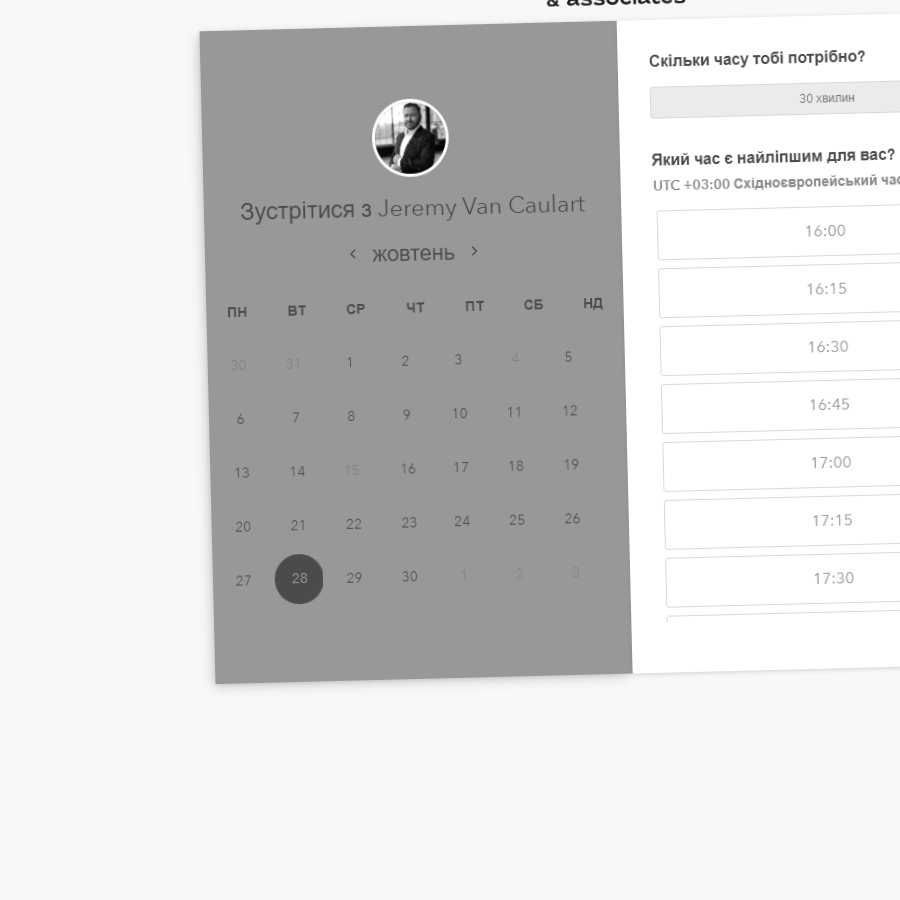 & associates
Зустрітися з Jeremy Van Caulart
‹ жовтень ›
ПН ВТ СР ЧТ ПТ СБ НД
30 31 1 2 3 4 5
6 7 8 9 10 11 12
13 14 15 16 17 18 19
20 21 22 23 24 25 26
27 28 29 30 1 2 3
Скільки часу тобі потрібно?
30 хвилин
Який час є найліпшим для вас?
UTC +03:00 Східноєвропейський час
16:00
16:15
16:30
16:45
17:00
17:15
17:30